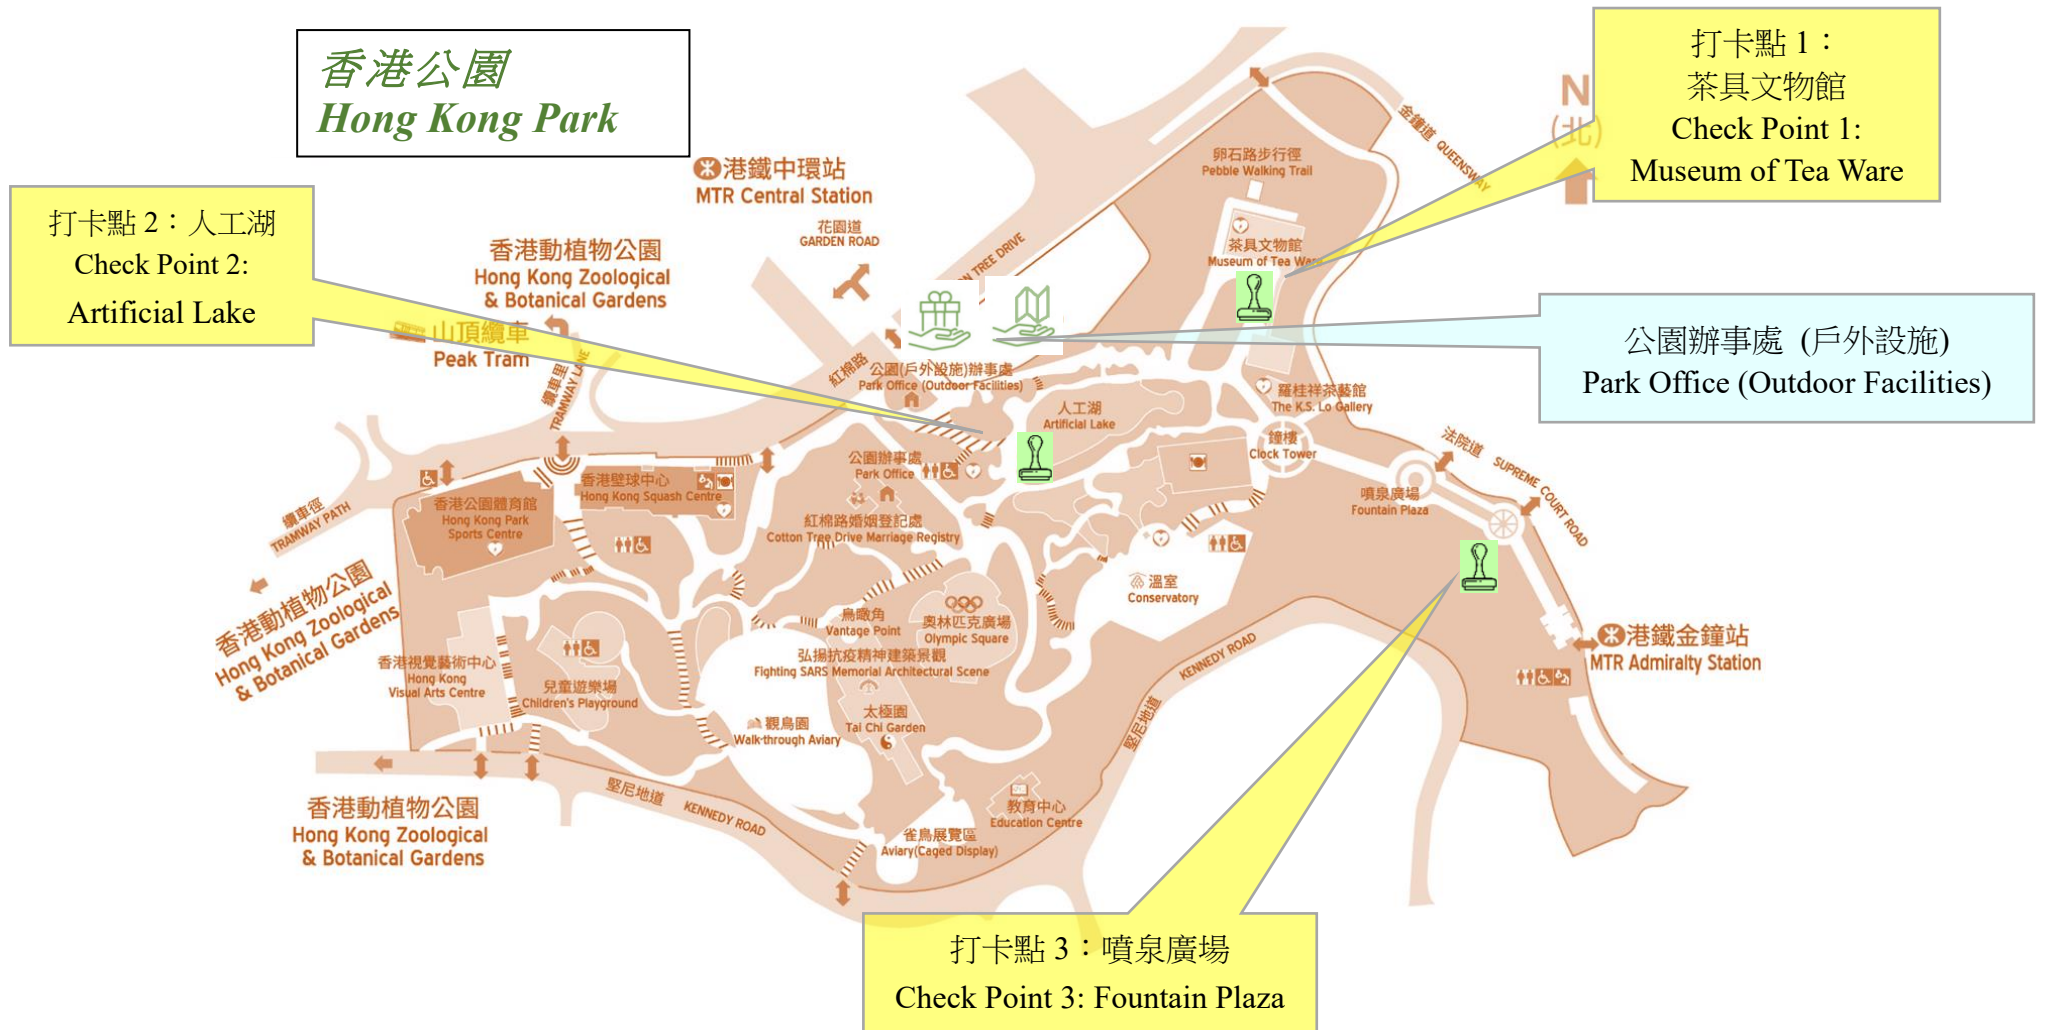 香港公園
Hong Kong Park
打卡點 1：
茶具文物館
Check Point 1:
Museum of Tea Ware
N
(北)
金鐘道 QUEENSWAY
卵石路步行徑
Pebble Walking Trail
港鐵中環站
MTR Central Station
打卡點 2：人工湖
Check Point 2:
Artificial Lake
花園道
GARDEN ROAD
香港動植物公園
Hong Kong Zoological
& Botanical Gardens
茶具文物館
Museum of Tea Ware
ON TREE DRIVE
山頂纜車
Peak Tram
纜車里
TRAMWAY LANE
紅棉路
公園(戶外設施)辦事處
Park Office (Outdoor Facilities)
公園辦事處 (戶外設施)
Park Office (Outdoor Facilities)
羅桂祥茶藝館
The K.S. Lo Gallery
人工湖
Artificial Lake
鐘樓
Clock Tower
法院道 SUPREME COURT ROAD
公園辦事處
Park Office
香港壁球中心
Hong Kong Squash Centre
香港公園體育館
Hong Kong Park
Sports Centre
噴泉廣場
Fountain Plaza
纜車徑
TRAMWAY PATH
紅棉路婚姻登記處
Cotton Tree Drive Marriage Registry
香港動植物公園
Hong Kong Zoological
& Botanical Gardens
溫室
Conservatory
鳥瞰角
Vantage Point
奧林匹克廣場
Olympic Square
港鐵金鐘站
MTR Admiralty Station
弘揚抗疫精神建築景觀
Fighting SARS Memorial Architectural Scene
香港視覺藝術中心
Hong Kong
Visual Arts Centre
兒童遊樂場
Children's Playground
觀鳥園
Walk-through Aviary
太極園
Tai Chi Garden
堅尼地道 KENNEDY ROAD
堅尼地道 KENNEDY ROAD
香港動植物公園
Hong Kong Zoological
& Botanical Gardens
教育中心
Education Centre
雀鳥展覽區
Aviary(Caged Display)
打卡點 3：噴泉廣場
Check Point 3: Fountain Plaza